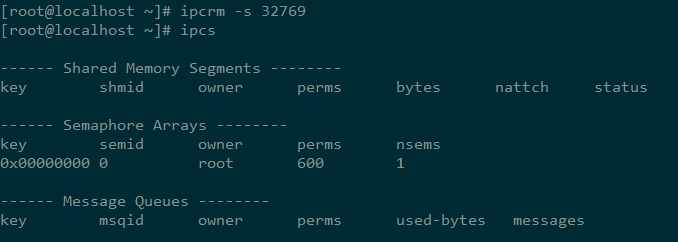 [root@localhost ~]# ipcrm -s 32769
[root@localhost ~]# ipcs
------ Shared Memory Segments --------
key        shmid      owner      perms      bytes      nattch     status
------ Semaphore Arrays --------
key        semid      owner      perms      nsems
0x00000000 0          root       600        1
------ Message Queues --------
key        msqid      owner      perms      used-bytes   messages